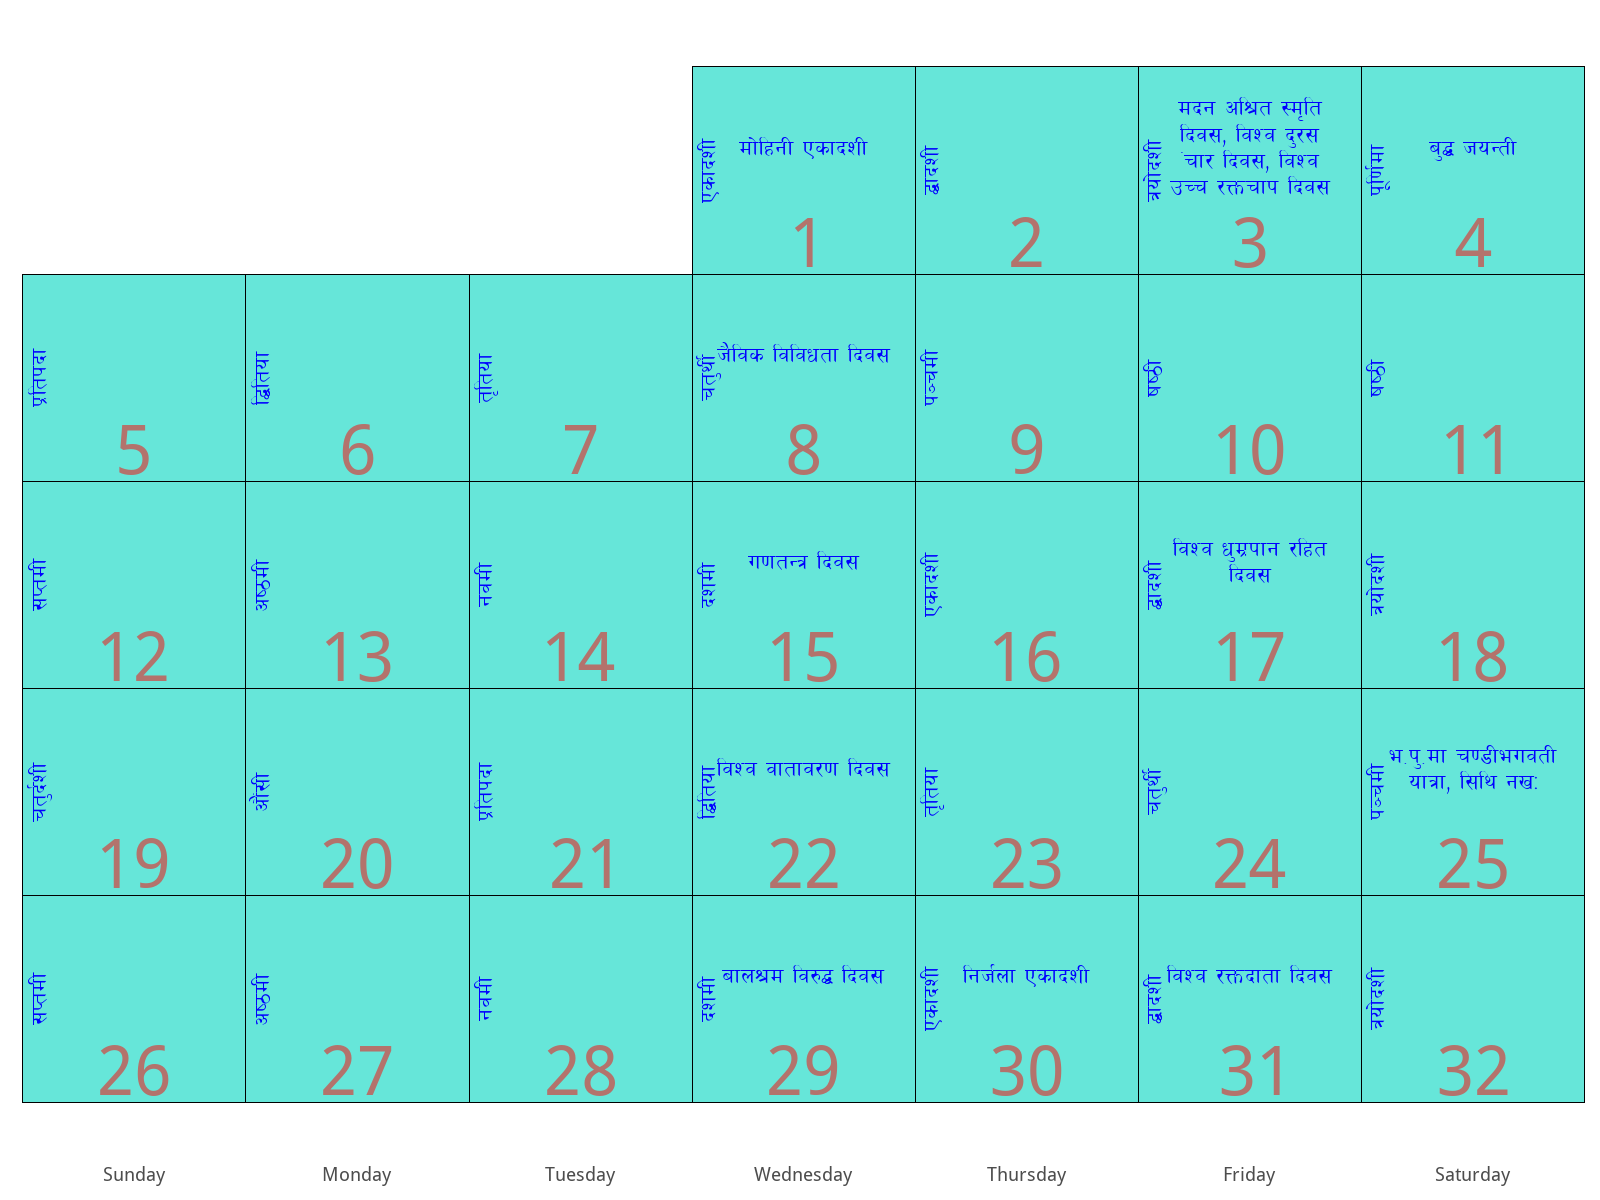 एकादशी
मोहिनी एकादशी
1
द्वादशी
2
त्रयोदशी
मदन अश्रित स्मृति
दिवस, विश्व दुरस
ंचार दिवस, विश्व
उच्च रक्तचाप दिवस
3
पूर्णिमा
बुद्ध जयन्ती
4
प्रतिपदा
5
द्धितिया
6
तृतिया
7
चतुर्थी
जैविक विविधता दिवस
8
पञ्चमी
9
षष्ठी
10
षष्ठी
11
सप्तमी
12
अष्ठमी
13
नवमी
14
दशमी
गणतन्त्र दिवस
15
एकादशी
16
द्वादशी
विश्व धुम्रपान रहित
दिवस
17
त्रयोदशी
18
चतुर्दशी
19
औंसी
20
प्रतिपदा
21
द्धितिया
विश्व वातावरण दिवस
22
तृतिया
23
चतुर्थी
24
पञ्चमी
भ.पु.मा चण्डीभगवती
यात्रा, सिथि नख:
25
सप्तमी
26
अष्ठमी
27
नवमी
28
दशमी
बालश्रम विरुद्ध दिवस
29
एकादशी
निर्जला एकादशी
30
द्वादशी
विश्व रक्तदाता दिवस
31
त्रयोदशी
32
Sunday Monday Tuesday Wednesday Thursday Friday Saturday